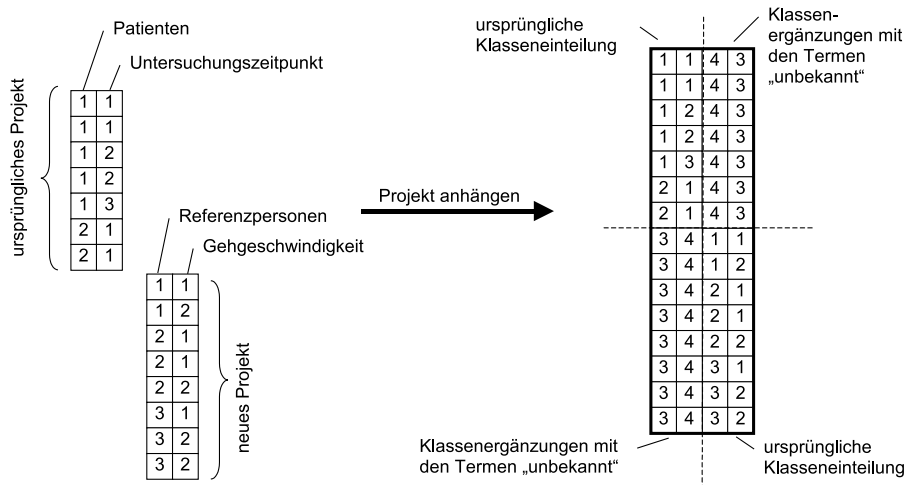 Patienten
Untersuchungszeitpunkt
ursprüngliches Projekt
1 1
1 1
1 2
1 2
1 3
2 1
2 1
Referenzpersonen
Gehgeschwindigkeit
1 1
1 2
2 1
2 1
2 2
3 1
3 2
3 2
neues Projekt
Projekt anhängen
ursprüngliche
Klasseneinteilung
Klassen-
ergänzungen mit
den Termen
„unbekannt“
1 1 4 3
1 1 4 3
1 2 4 3
1 2 4 3
1 3 4 3
2 1 4 3
2 1 4 3
3 4 1 1
3 4 1 2
3 4 2 1
3 4 2 1
3 4 2 2
3 4 3 1
3 4 3 2
3 4 3 2
Klassenergänzungen mit
den Termen „unbekannt“
ursprüngliche
Klasseneinteilung